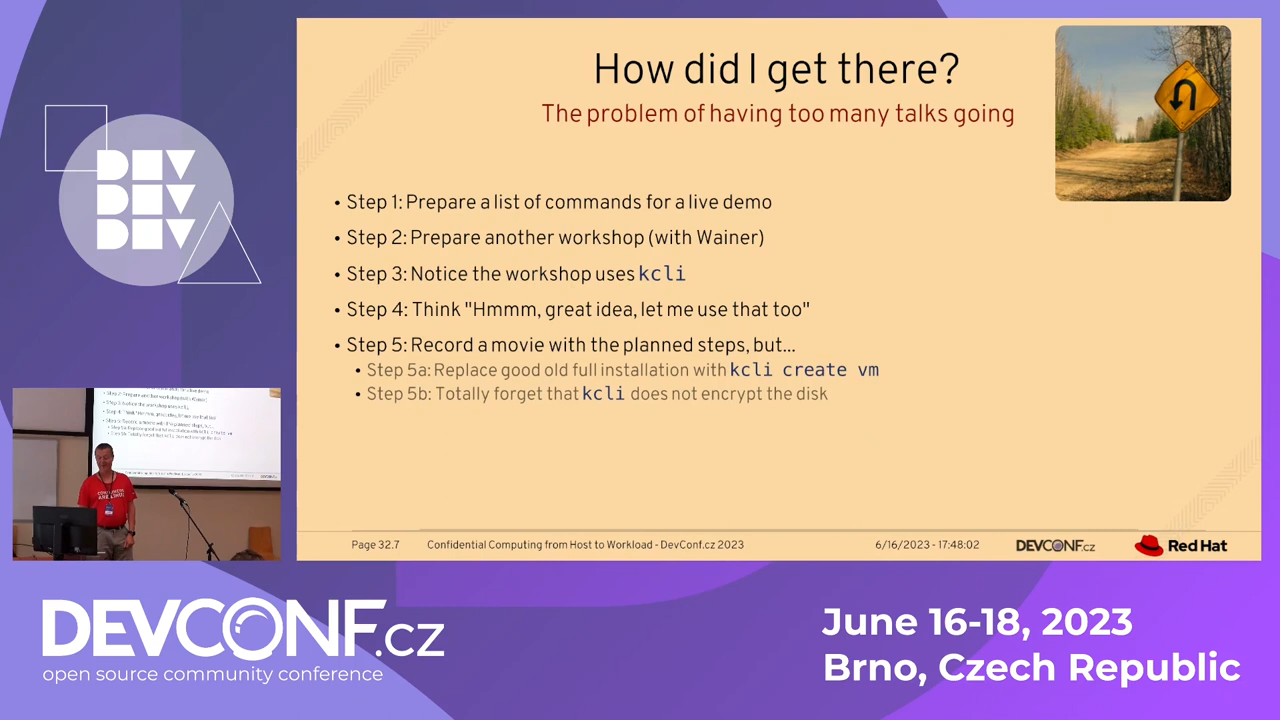 How did I get there?
The problem of having too many talks going
• Step 1: Prepare a list of commands for a live demo
• Step 2: Prepare another workshop (with Wainer)
• Step 3: Notice the workshop uses kcli
• Step 4: Think "Hmmm, great idea, let me use that too"
• Step 5: Record a movie with the planned steps, but...
• Step 5a: Replace good old full installation with kcli create vm
• Step 5b: Totally forget that kcli does not encrypt the disk
Page 32.7 Confidential Computing from Host to Workload - DevConf.cz 2023 6/16/2023 - 17:48:02 DEVCONF.cz Red Hat
DEV
DEV
DEV
DEVCONF.cz
open source community conference
June 16-18, 2023
Brno, Czech Republic